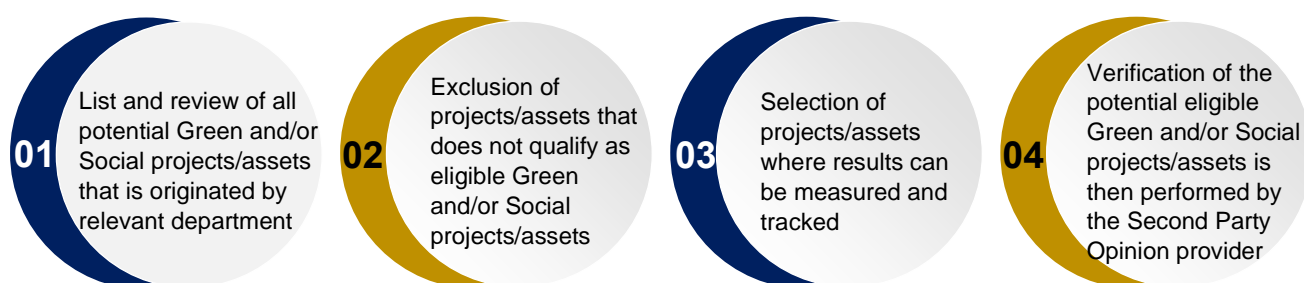 01
List and review of all
potential Green and/or
Social projects/assets
that is originated by
relevant department
02
Exclusion of
projects/assets that
does not qualify as
eligible Green
and/or Social
projects/assets
03
Selection of
projects/assets
where results can
be measured and
tracked
04
Verification of the
potential eligible
Green and/or Social
projects/assets is
then performed by
the Second Party
Opinion provider